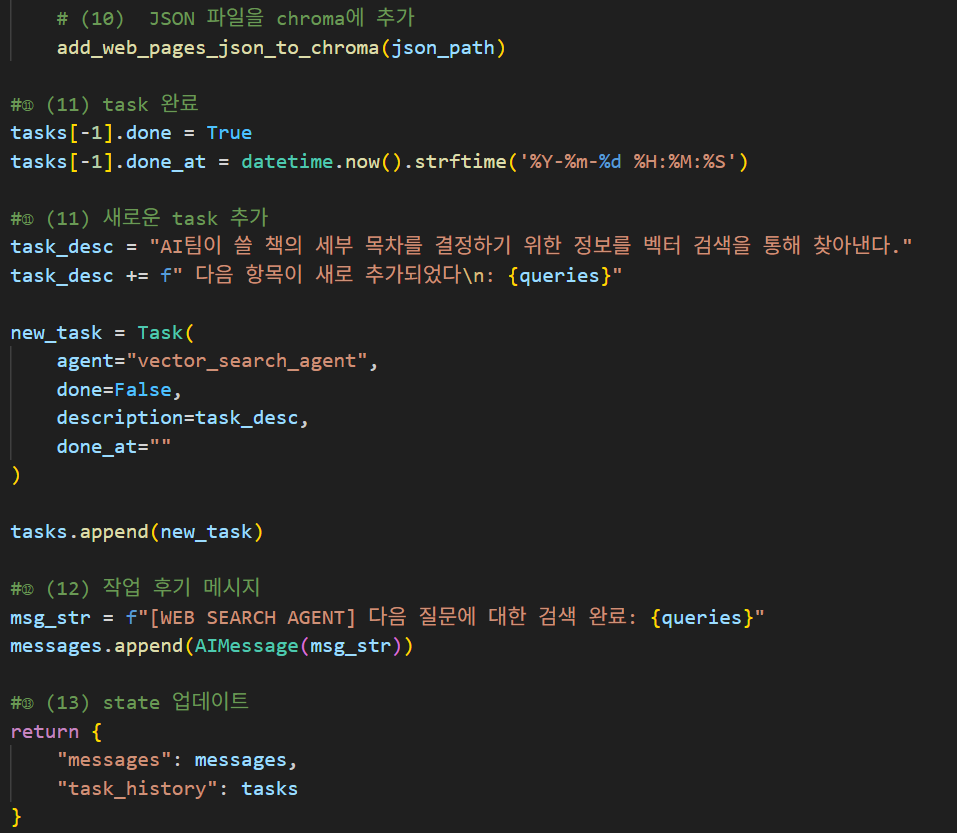 # (10)  JSON 파일을 chroma에 추가
add_web_pages_json_to_chroma(json_path)
# (11) task 완료
tasks[-1].done = True
tasks[-1].done_at = datetime.now().strftime('%Y-%m-%d %H:%M:%S')
# (11) 새로운 task 추가
task_desc = "AI팀이 쓸 책의 세부 목차를 결정하기 위한 정보를 벡터 검색을 통해 찾아낸다."
task_desc += f" 다음 항목이 새로 추가되었다\n: {queries}"
new_task = Task(
agent="vector_search_agent",
done=False,
description=task_desc,
done_at=""
)
tasks.append(new_task)
# (12) 작업 후기 메시지
msg_str = f"[WEB SEARCH AGENT] 다음 질문에 대한 검색 완료: {queries}"
messages.append(AIMessage(msg_str))
# (13) state 업데이트
return {
"messages": messages,
"task_history": tasks
}